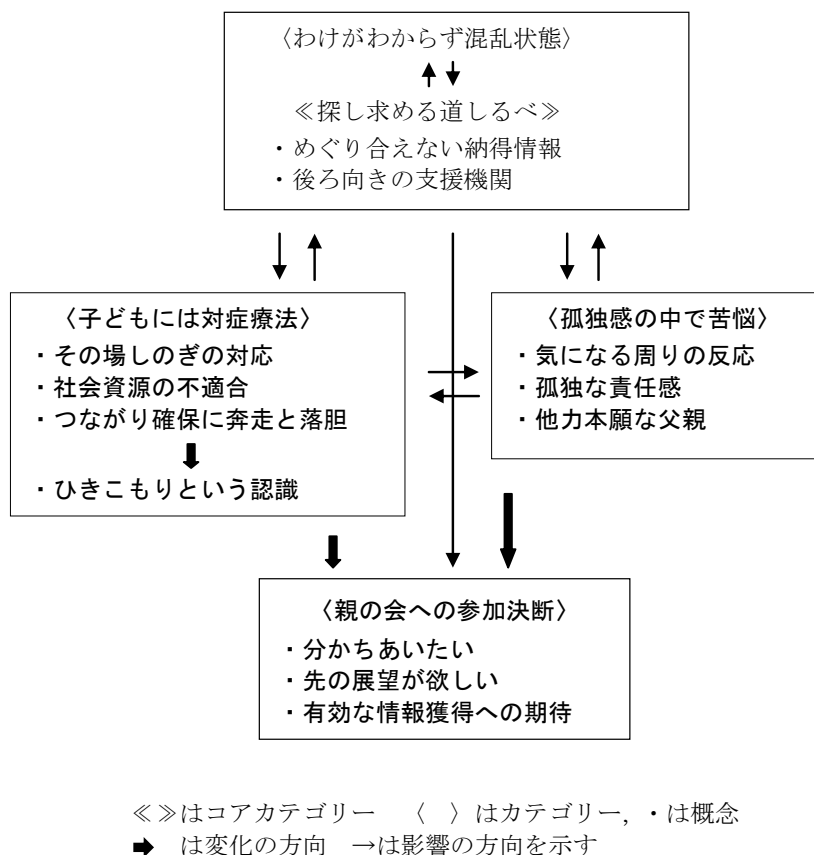 〈わけがわからず混乱状態〉
≪探し求める道しるべ≫
・めぐり合えない納得情報
・後ろ向きの支援機関
〈子どもには対症療法〉
・その場しのぎの対応
・社会資源の不適合
・つながり確保に奔走と落胆
・ひきこもりという認識
〈孤独感の中で苦悩〉
・気になる周りの反応
・孤独な責任感
・他力本願な父親
〈親の会への参加決断〉
・分かちあいたい
・先の展望が欲しい
・有効な情報獲得への期待
≪ ≫はコアカテゴリー 〈 〉はカテゴリー，・は概念
➡ は変化の方向 →は影響の方向を示す